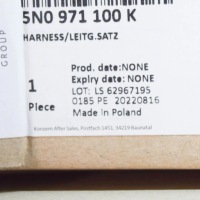 5N0 971 100 K
HARNESS/LEITG.SATZ
GROUP
Prod. date:NONE
Expiry date:NONE
1
LOT: LS 62967195
0185 PE 20220816
Piece
Made in Poland
Konzern After Sales, Postfach 1451, 34219 Baunatal